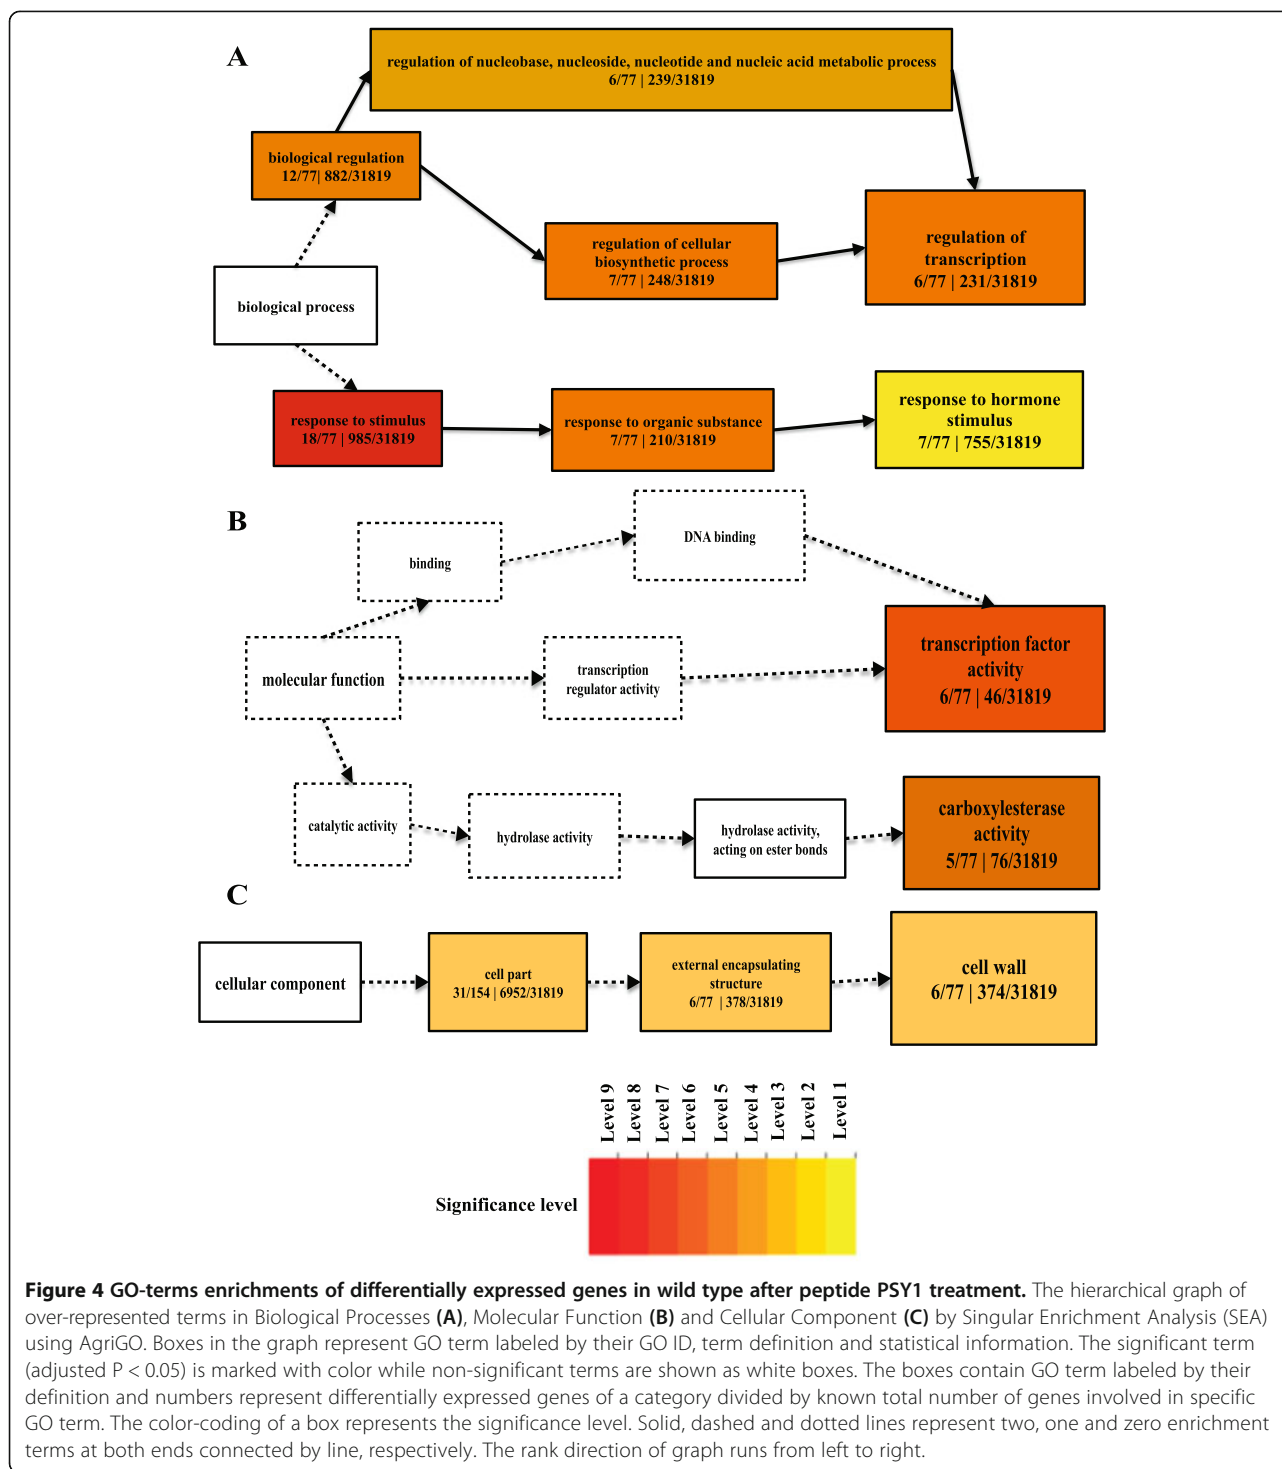 A
regulation of nucleobase, nucleoside, nucleotide and nucleic acid metabolic process
6/77 | 239/31819
biological regulation
12/77| 882/31819
regulation of cellular
biosynthetic process
7/77 | 248/31819
regulation of
transcription
6/77 | 231/31819
biological process
response to stimulus
18/77 | 985/31819
response to organic substance
7/77 | 210/31819
response to hormone
stimulus
7/77 | 755/31819
B
binding
DNA binding
molecular function
transcription
regulator activity
transcription factor
activity
6/77 | 46/31819
catalytic activity
hydrolase activity
hydrolase activity,
acting on ester bonds
carboxylesterase
activity
5/77 | 76/31819
C
cellular component
cell part
31/154 | 6952/31819
external encapsulating
structure
6/77 | 378/31819
cell wall
6/77 | 374/31819
Level 9
Level 8
Level 7
Level 6
Level 5
Level 4
Level 3
Level 2
Level 1
Significance level
Figure 4 GO-terms enrichments of differentially expressed genes in wild type after peptide PSY1 treatment. The hierarchical graph of
over-represented terms in Biological Processes (A), Molecular Function (B) and Cellular Component (C) by Singular Enrichment Analysis (SEA)
using AgriGO. Boxes in the graph represent GO term labeled by their GO ID, term definition and statistical information. The significant term
(adjusted P < 0.05) is marked with color while non-significant terms are shown as white boxes. The boxes contain GO term labeled by their
definition and numbers represent differentially expressed genes of a category divided by known total number of genes involved in specific
GO term. The color-coding of a box represents the significance level. Solid, dashed and dotted lines represent two, one and zero enrichment
terms at both ends connected by line, respectively. The rank direction of graph runs from left to right.